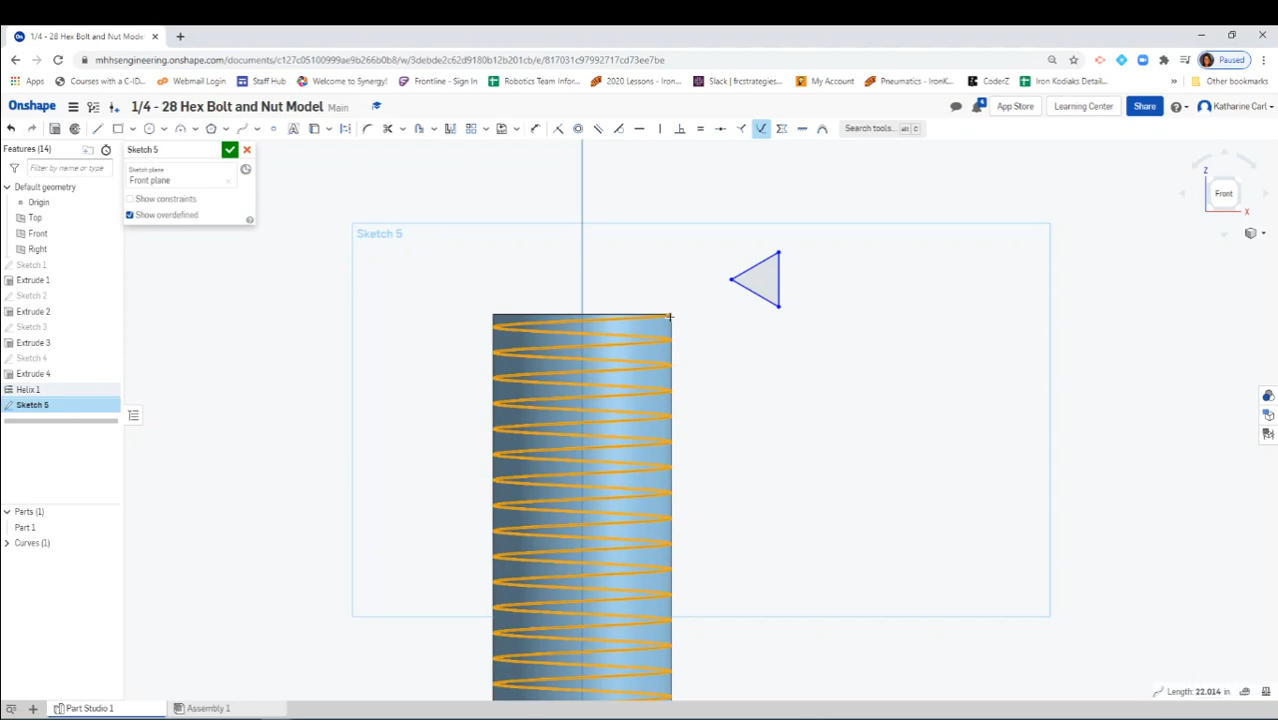 1/4 - 28 Hex Bolt and Nut Model
mhhsengineering.onshape.com/documents/c127c05100999ae9b266b0b8/w/3debde2c62d9180b12b201cb/e/817031c97992717cd73ee7be
Paused
Apps
Courses with a C-ID...
Webmail Login
Staff Hub
Welcome to Synergy!
Frontline - Sign In
Robotics Team Infor...
2020 Lessons - Iron...
Slack | fcrstrategies...
My Account
Pneumatics - IronK...
CoderZ
Iron Kodiaks Detail...
»
Other bookmarks
Onshape
1/4 - 28 Hex Bolt and Nut Model Main
4
App Store
Learning Center
Share
Katharine Carl
Search tools...
alt C
Features (14)
Filter by name or type
Default geometry
Origin
Top
Front
Right
Sketch 1
Extrude 1
Sketch 2
Extrude 2
Sketch 3
Extrude 3
Sketch 4
Extrude 4
Helix 1
Sketch 5
Parts (1)
Part 1
Curves (1)
Sketch 5
Sketch plane
Front plane
Show constraints
Show overdefined
Sketch 5
Z
Front
X
Length: 22.014 in
Part Studio 1
Assembly 1